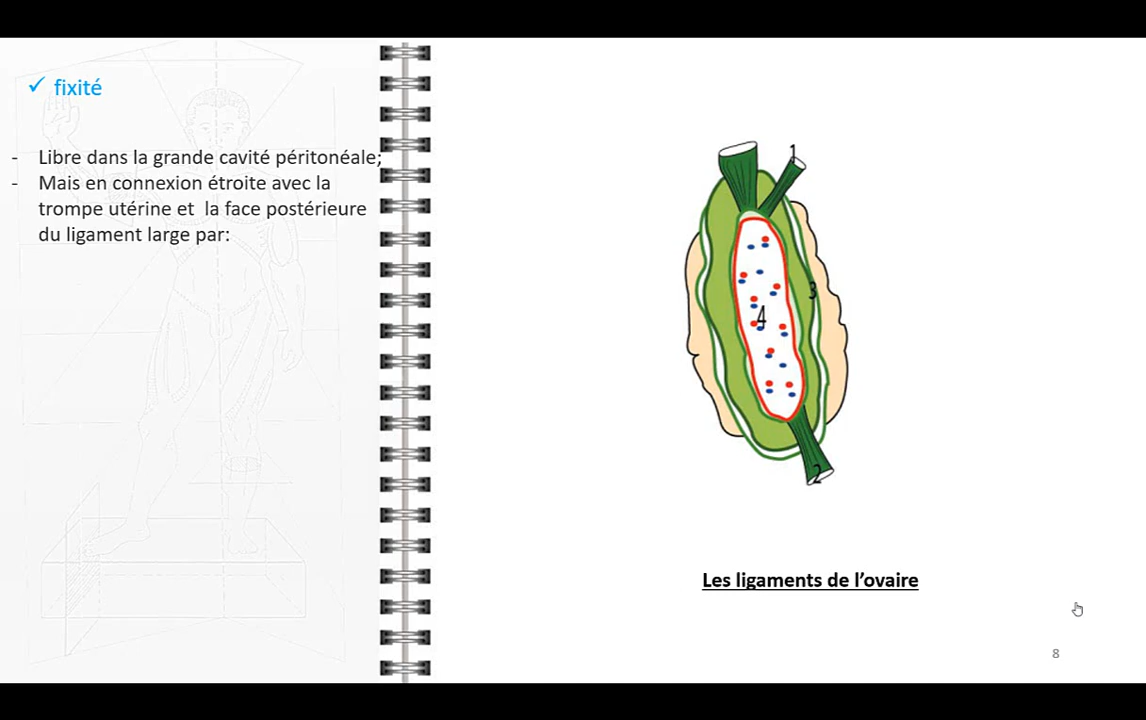 ✓ fixité
- Libre dans la grande cavité péritonéale;
- Mais en connexion étroite avec la
trompe utérine et la face postérieure
du ligament large par:
1
3
4
2
Les ligaments de l’ovaire
8